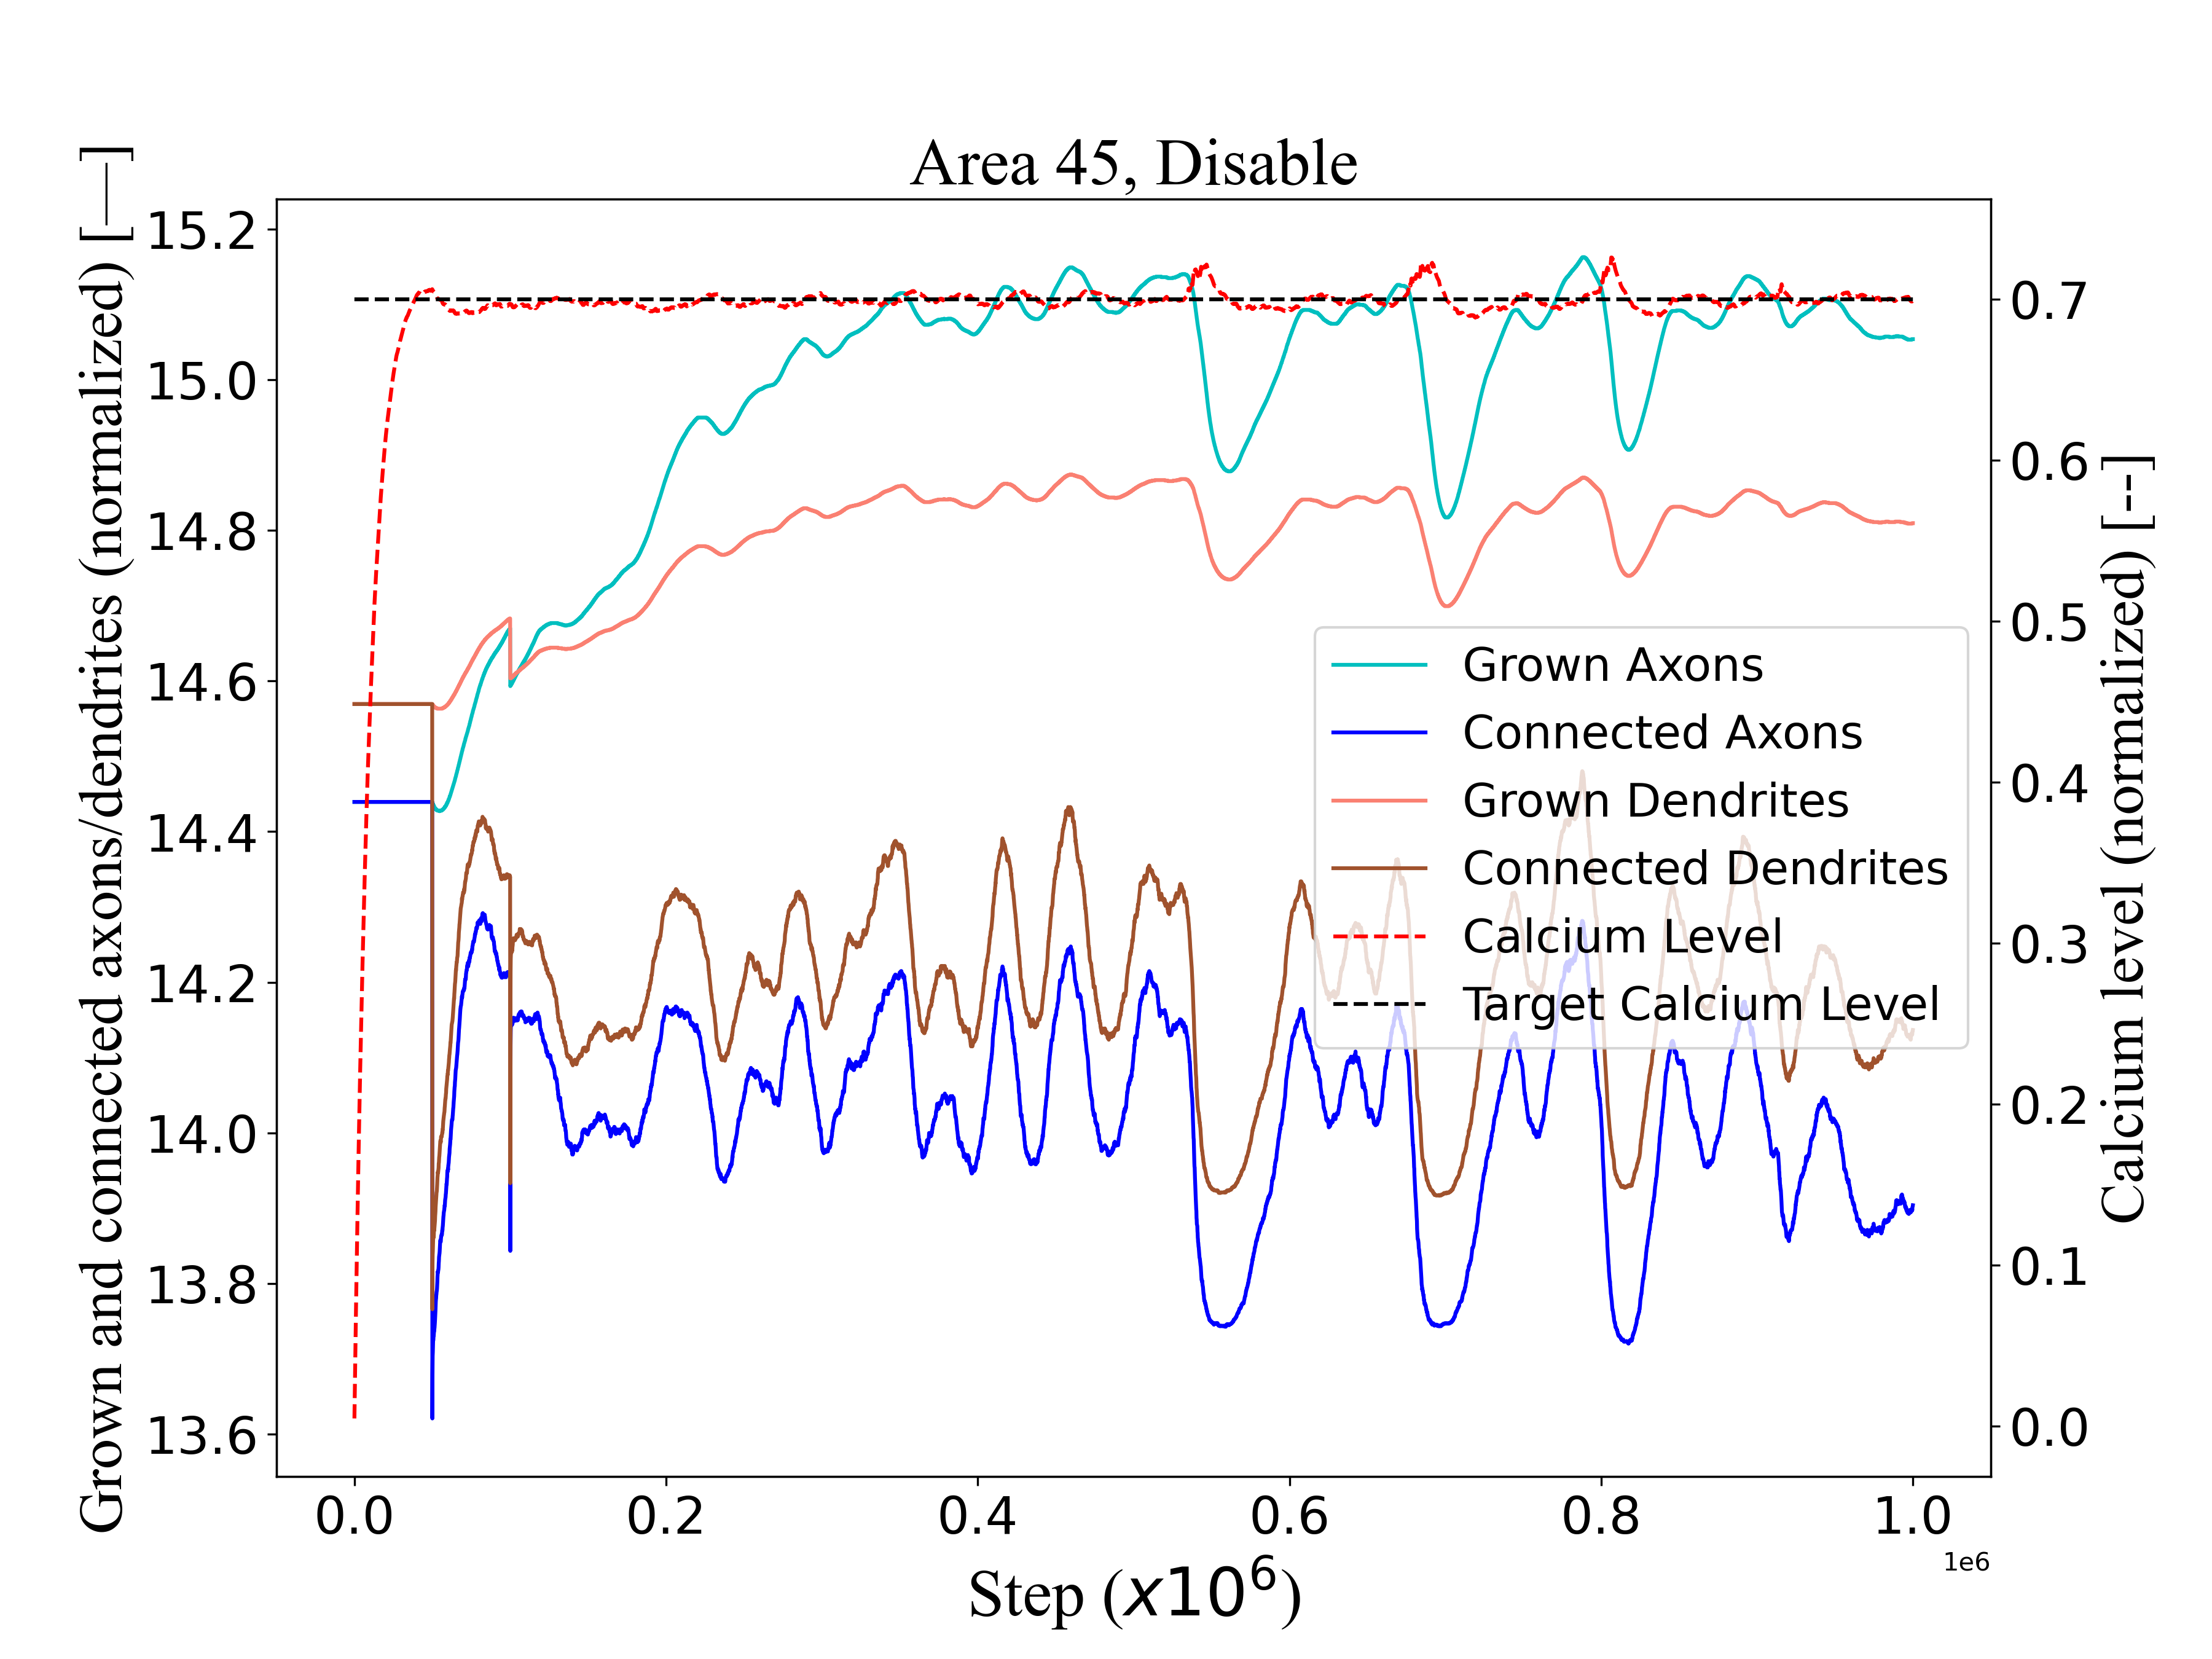 Area 45, Disable
Grown and connected axons/dendrites (normalized) [—]
15.2
15.0
14.8
14.6
14.4
14.2
14.0
13.8
13.6
Grown Axons
Connected Axons
Grown Dendrites
Connected Dendrites
Calcium Level
Target Calcium Level
0.7
0.6
0.5
0.4
0.3
0.2
0.1
0.0
Calcium level (normalized) [--]
0.0 0.2 0.4 0.6 0.8 1.0
1e6
Step (x10⁶)